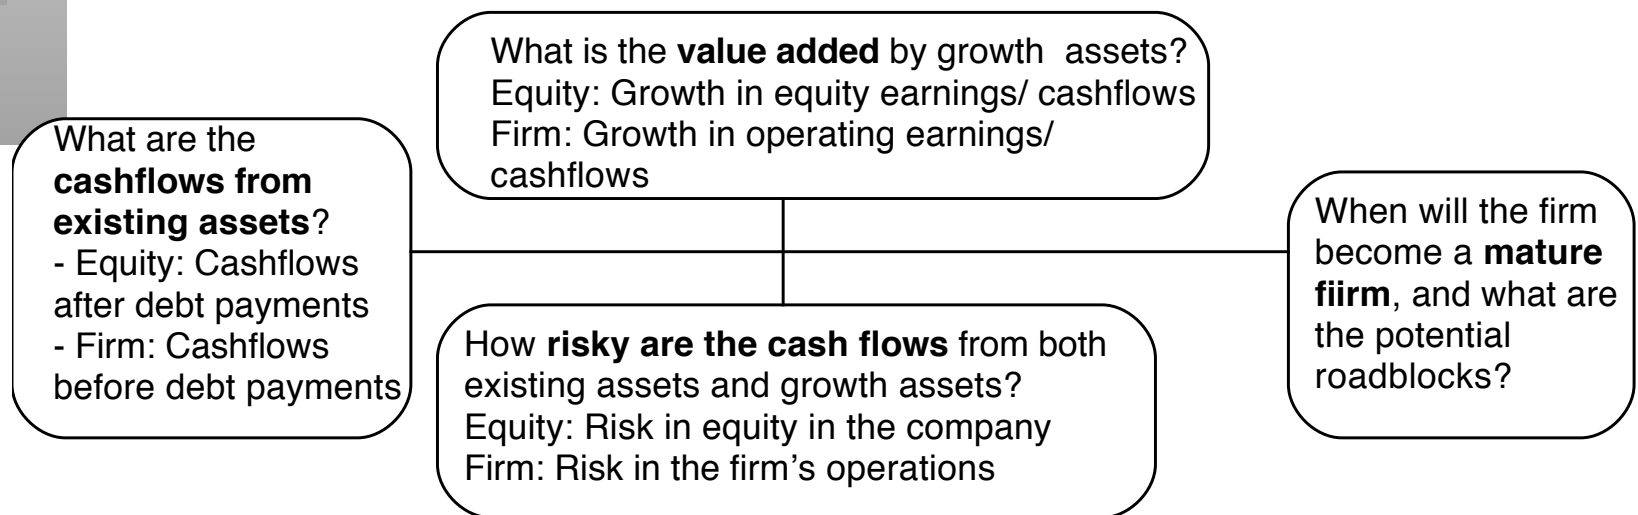 What is the value added by growth  assets?
Equity: Growth in equity earnings/ cashflows
Firm: Growth in operating earnings/
cashflows
What are the
cashflows from
existing assets?
- Equity: Cashflows
after debt payments
- Firm: Cashflows
before debt payments
How risky are the cash flows from both
existing assets and growth assets?
Equity: Risk in equity in the company
Firm: Risk in the firm's operations
When will the firm
become a mature
fiirm, and what are
the potential
roadblocks?